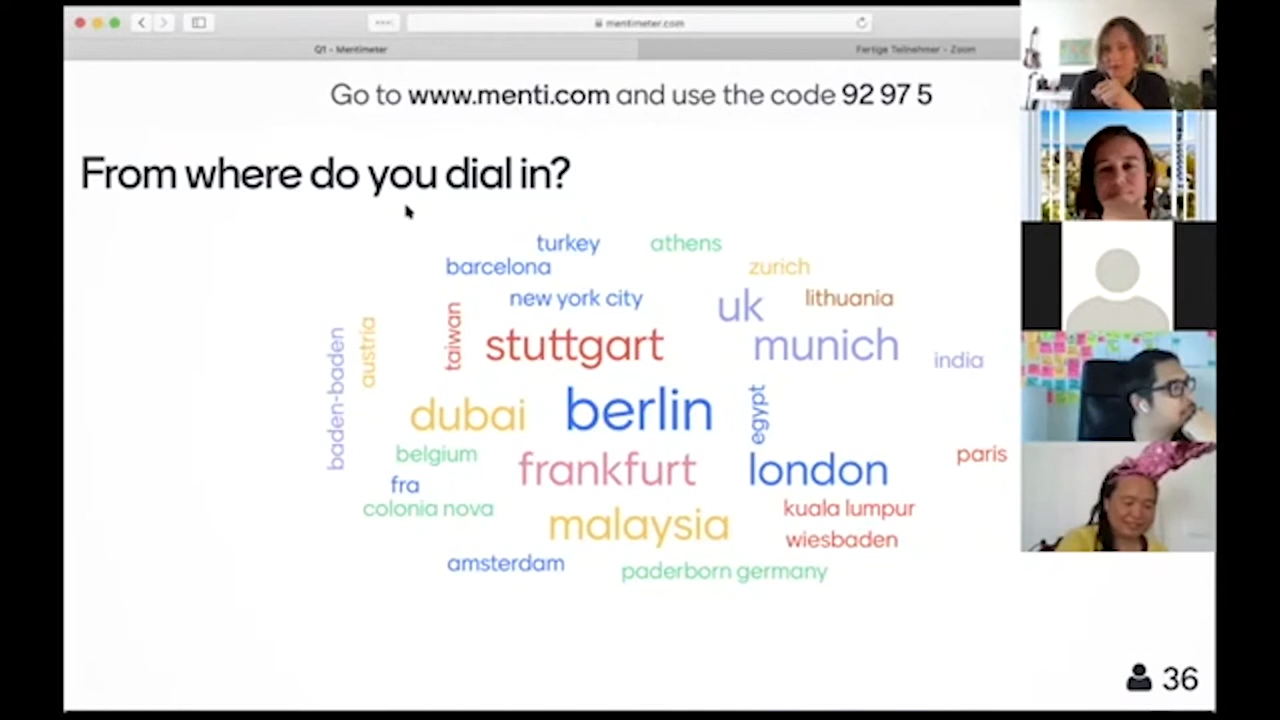 mentimeter.com
Q1 - Mentimeter
Fertige Teilnehmer - Zoom
Go to www.menti.com and use the code 92 97 5
From where do you dial in?
turkey
athens
barcelona
zurich
new york city
uk
lithuania
baden-baden
austria
taiwan
stuttgart
munich
india
dubai
berlin
egypt
belgium
frankfurt
london
paris
fra
colonia nova
malaysia
kuala lumpur
wiesbaden
amsterdam
paderborn germany
36